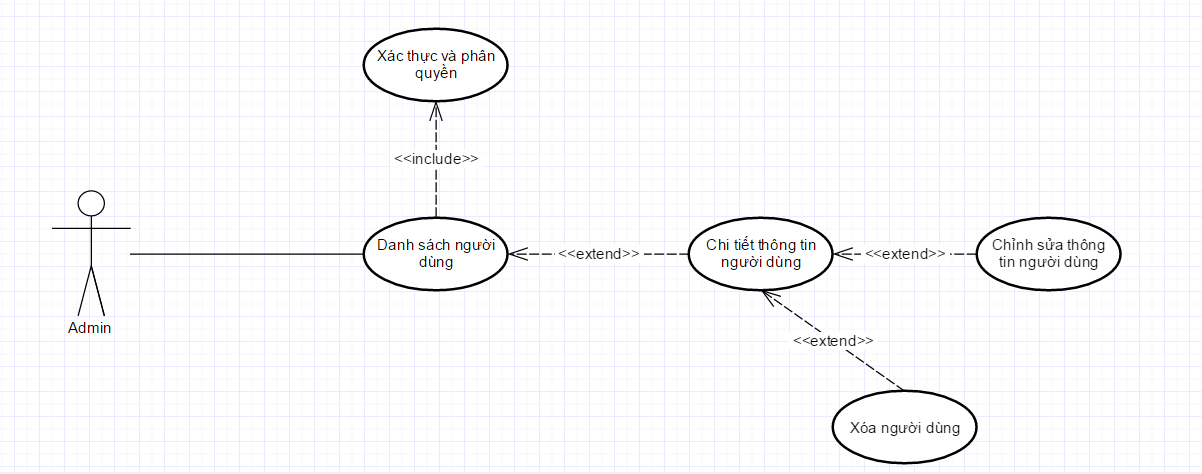 Xác thực và phân
quyền
<<include>>
Danh sách người
dùng
<<extend>>
Chi tiết thông tin
người dùng
<<extend>>
Chỉnh sửa thông
tin người dùng
Admin
<<extend>>
Xóa người dùng